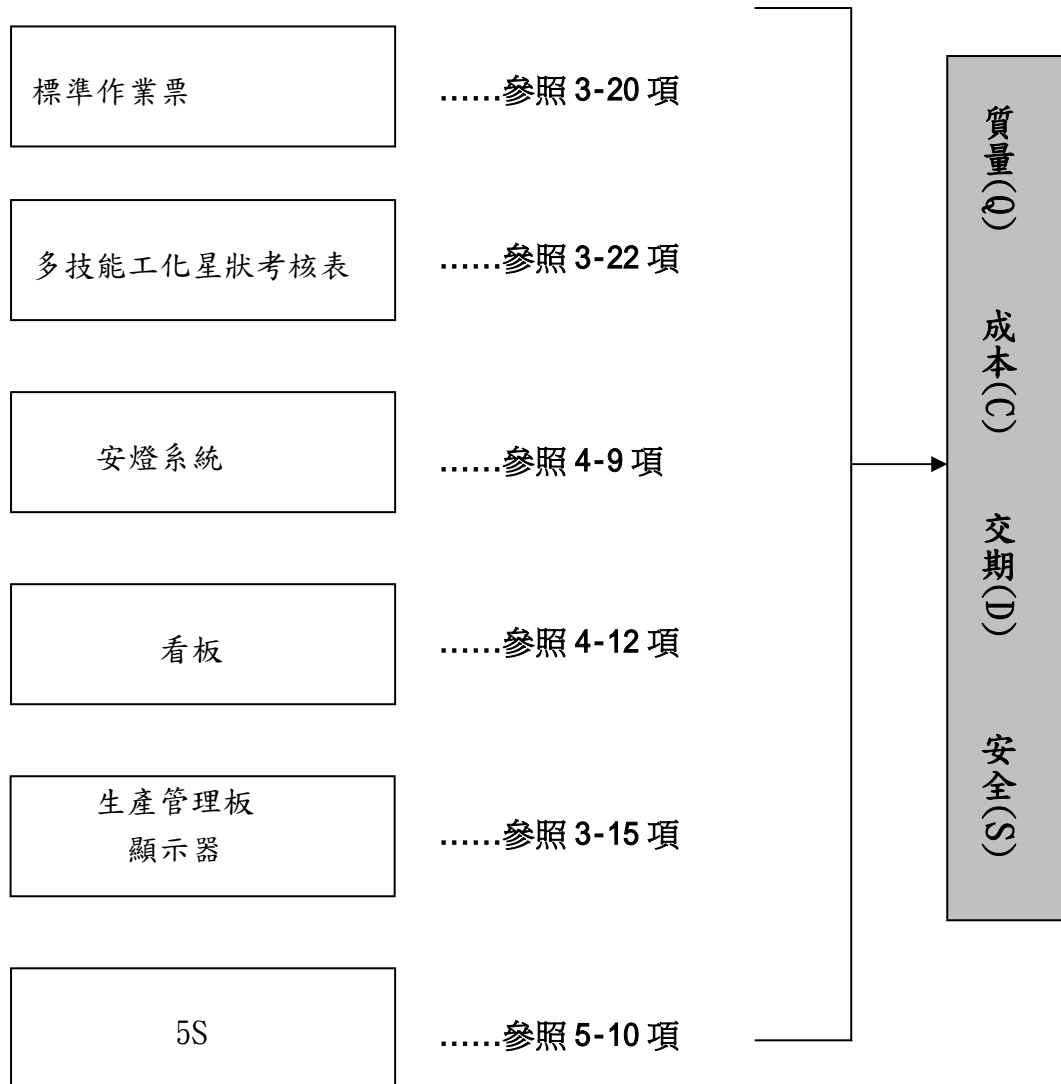 標準作業票
......參照 3-20 項
多技能工化星狀考核表
......參照 3-22 項
安燈系統
......參照 4-9 項
看板
......參照 4-12 項
生產管理板
顯示器
......參照 3-15 項
5S
......參照 5-10 項
質量(Q) 成本(C) 交期(D) 安全(S)